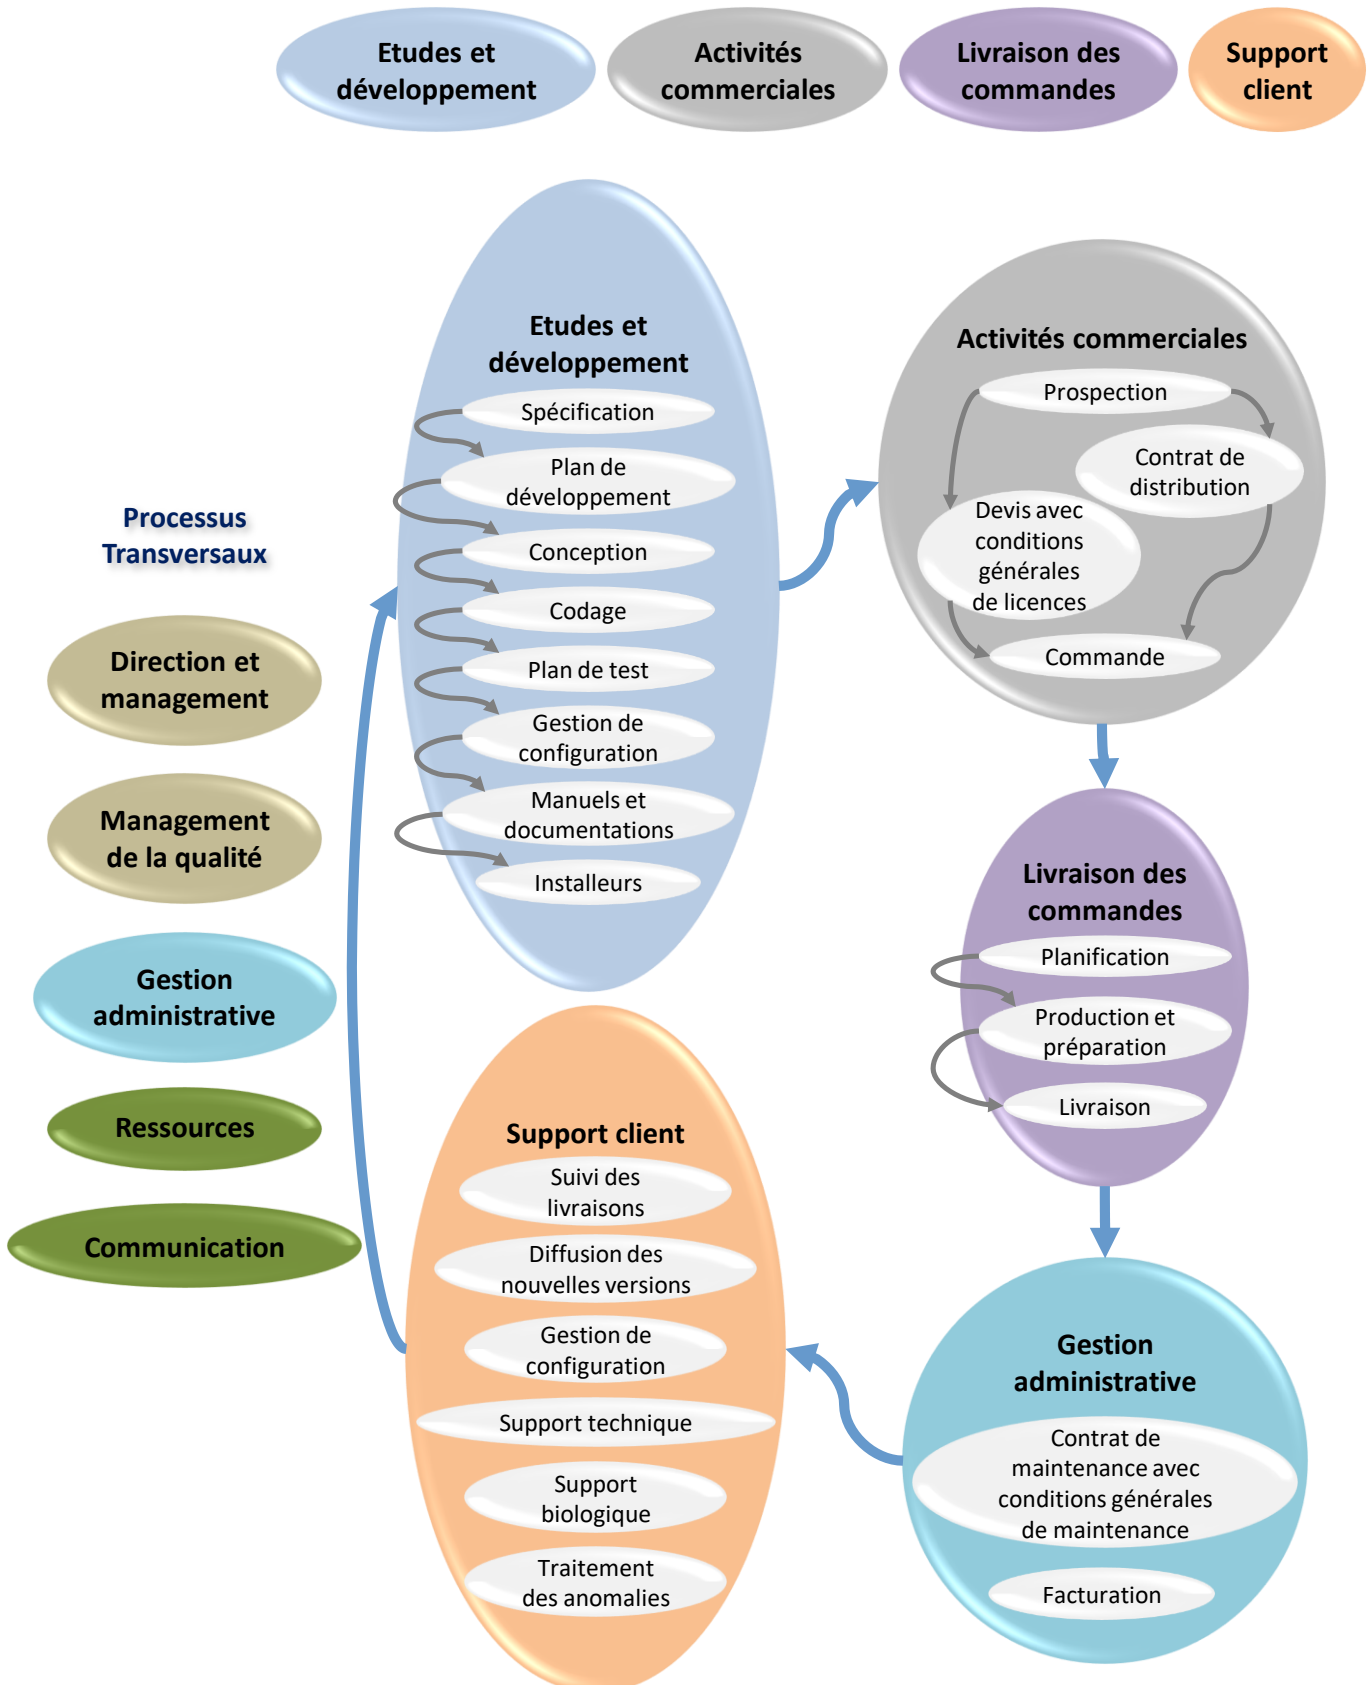 Etudes et
développement
Activités
commerciales
Livraison des
commandes
Support
client
Etudes et
développement
Spécification
Plan de
développement
Conception
Codage
Plan de test
Gestion de
configuration
Manuels et
documentations
Installeurs
Activités commerciales
Prospection
Contrat de
distribution
Devis avec
conditions
générales
de licences
Commande
Processus
Transversaux
Direction et
management
Management
de la qualité
Gestion
administrative
Ressources
Communication
Livraison des
commandes
Planification
Production et
préparation
Livraison
Support client
Suivi des
livraisons
Diffusion des
nouvelles versions
Gestion de
configuration
Support technique
Support
biologique
Traitement
des anomalies
Gestion
administrative
Contrat de
maintenance avec
conditions générales
de maintenance
Facturation